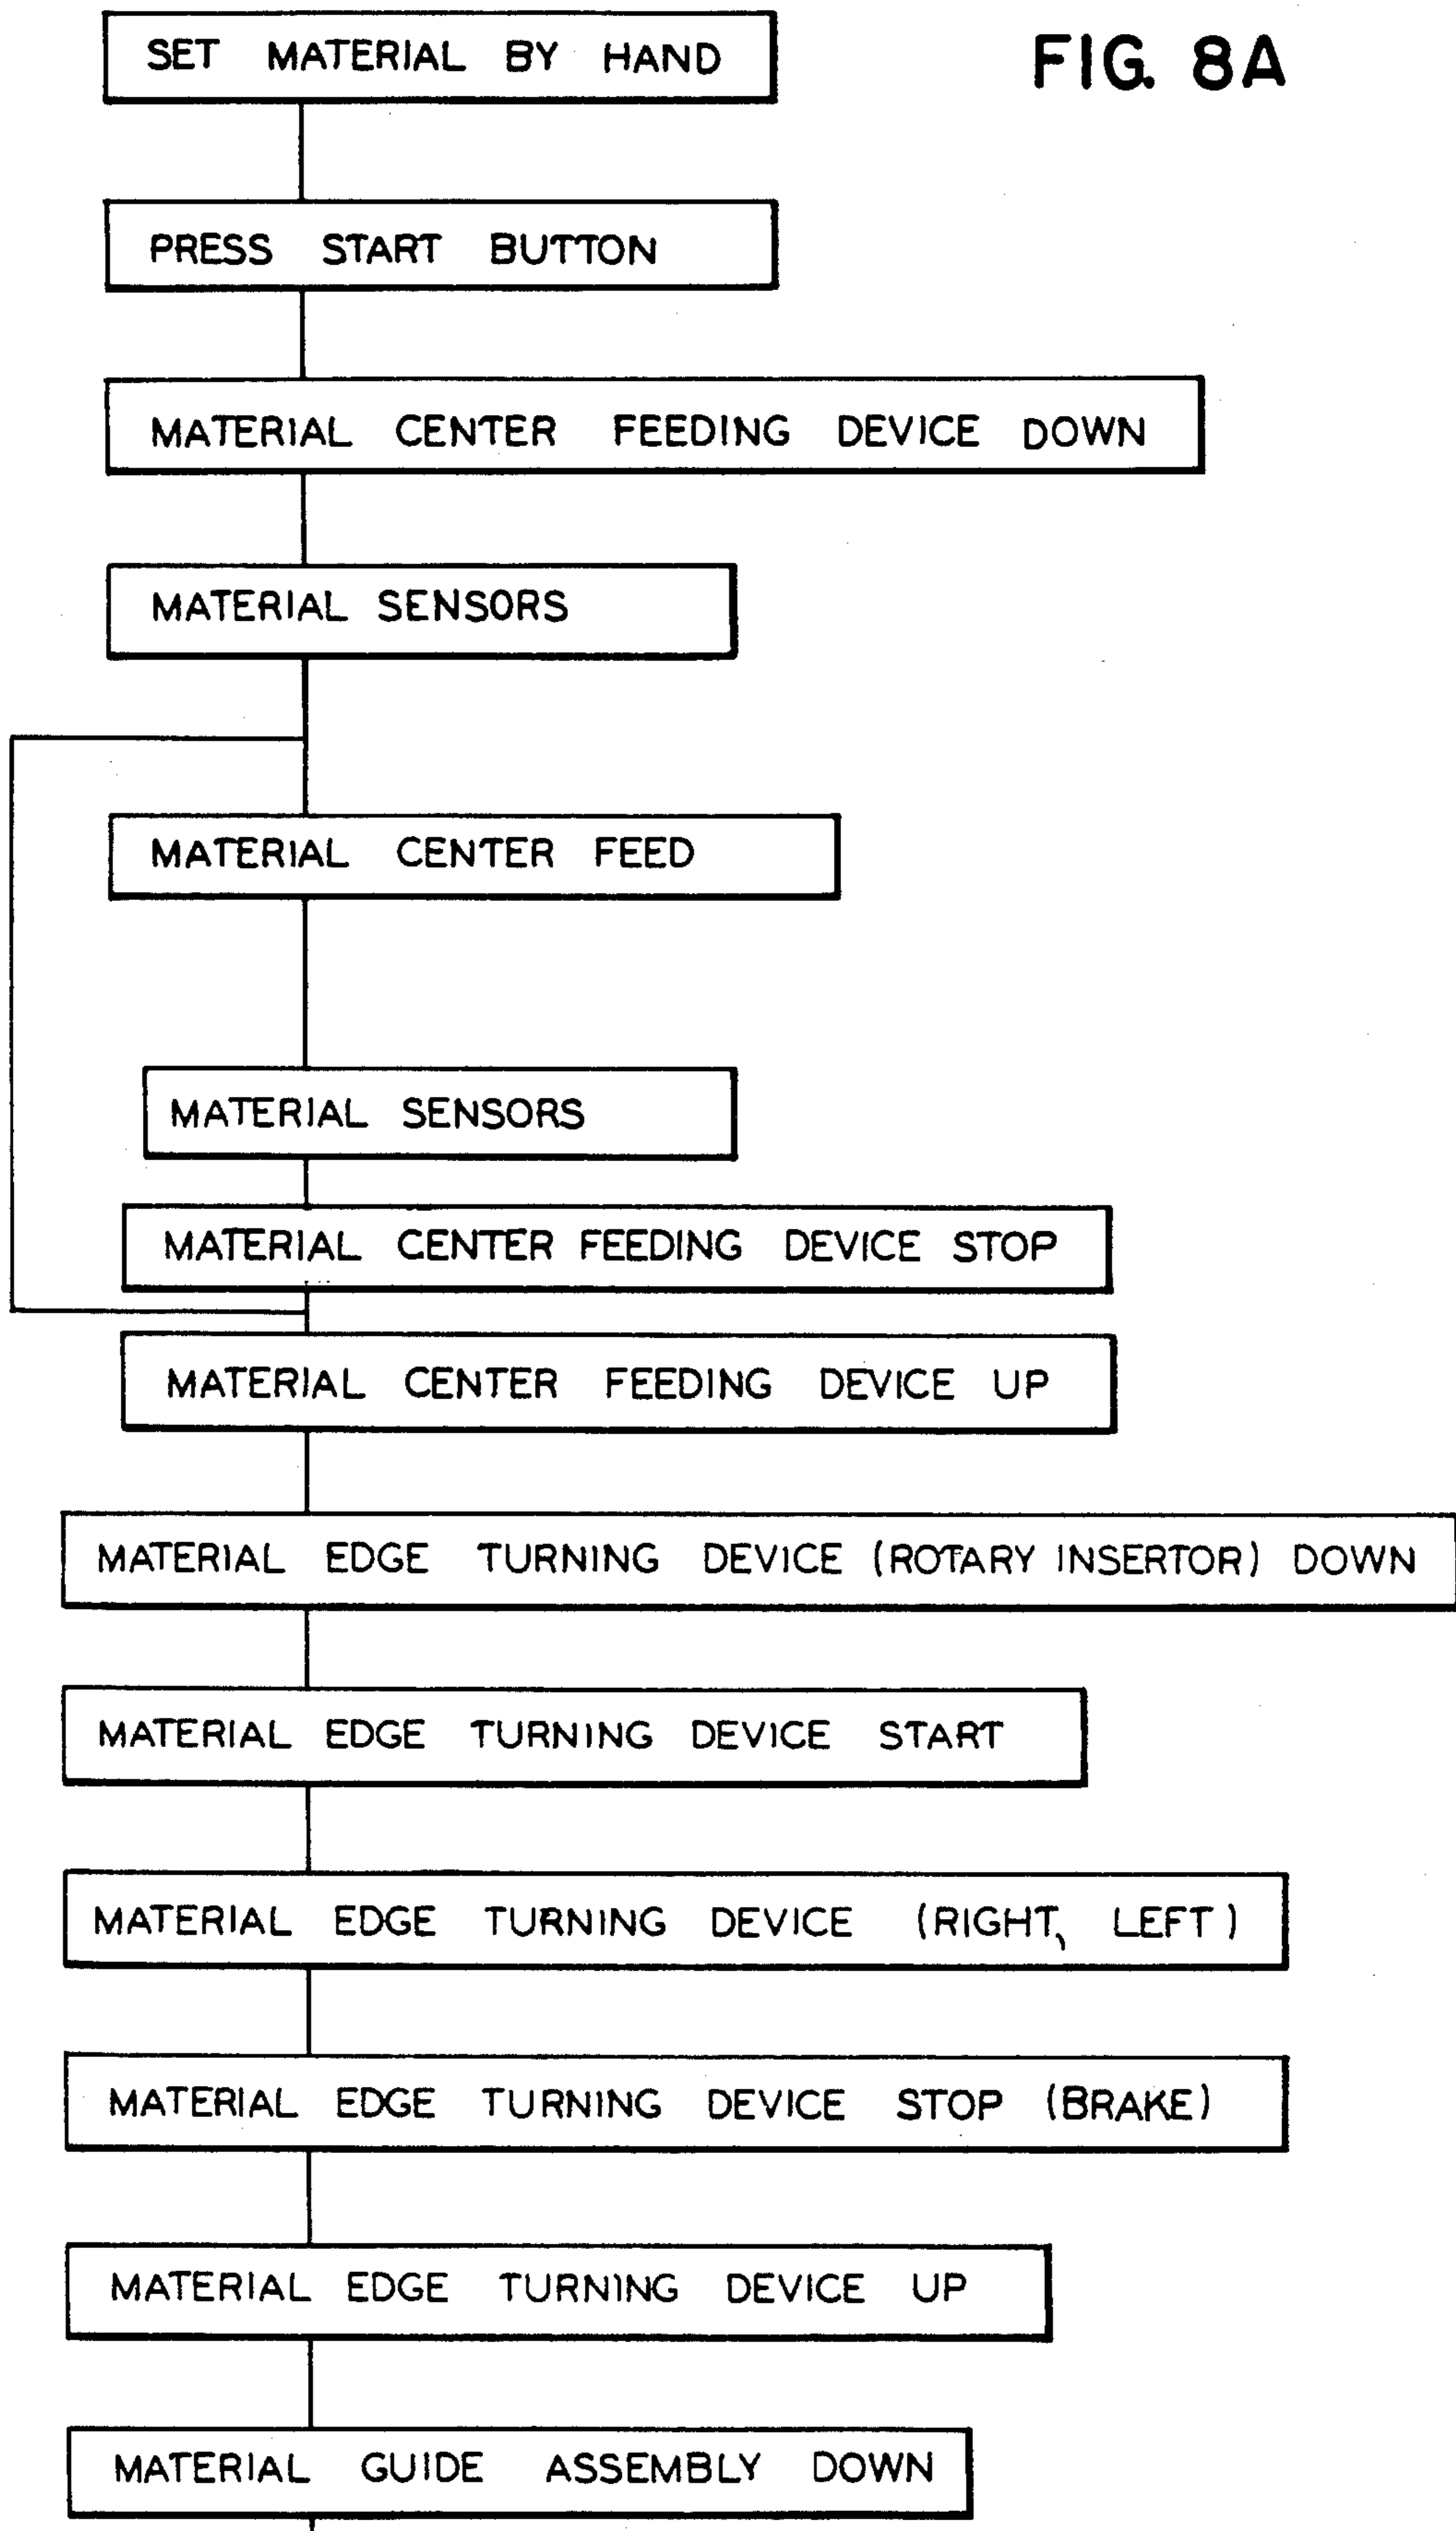 SET MATERIAL BY HAND
FIG. 8A
PRESS START BUTTON
MATERIAL CENTER FEEDING DEVICE DOWN
MATERIAL SENSORS
MATERIAL CENTER FEED
MATERIAL SENSORS
MATERIAL CENTER FEEDING DEVICE STOP
MATERIAL CENTER FEEDING DEVICE UP
MATERIAL EDGE TURNING DEVICE (ROTARY INSERTOR) DOWN
MATERIAL EDGE TURNING DEVICE START
MATERIAL EDGE TURNING DEVICE (RIGHT, LEFT)
MATERIAL EDGE TURNING DEVICE STOP (BRAKE)
MATERIAL EDGE TURNING DEVICE UP
MATERIAL GUIDE ASSEMBLY DOWN